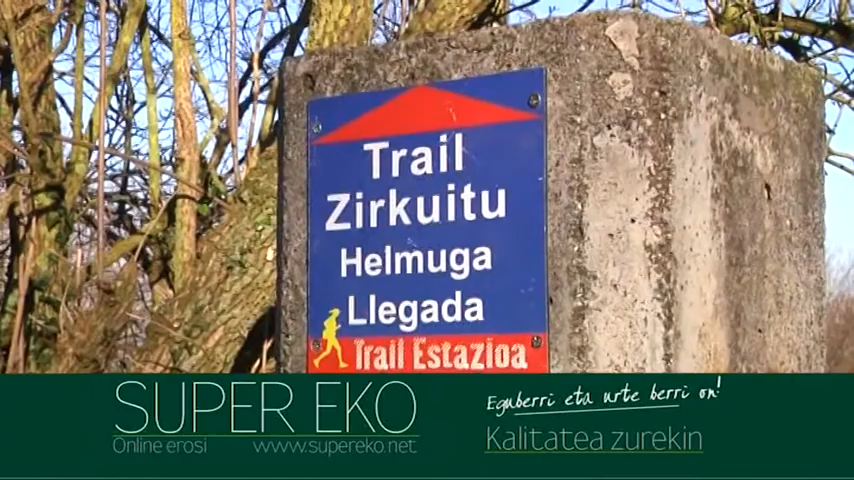 Trail
Zirkuitu
Helmuga
Llegada
Trail Estazioa
SUPER EKO
Online erosi www.supereko.net
Eguberri eta urte berri on!
Kalitatea zurekin